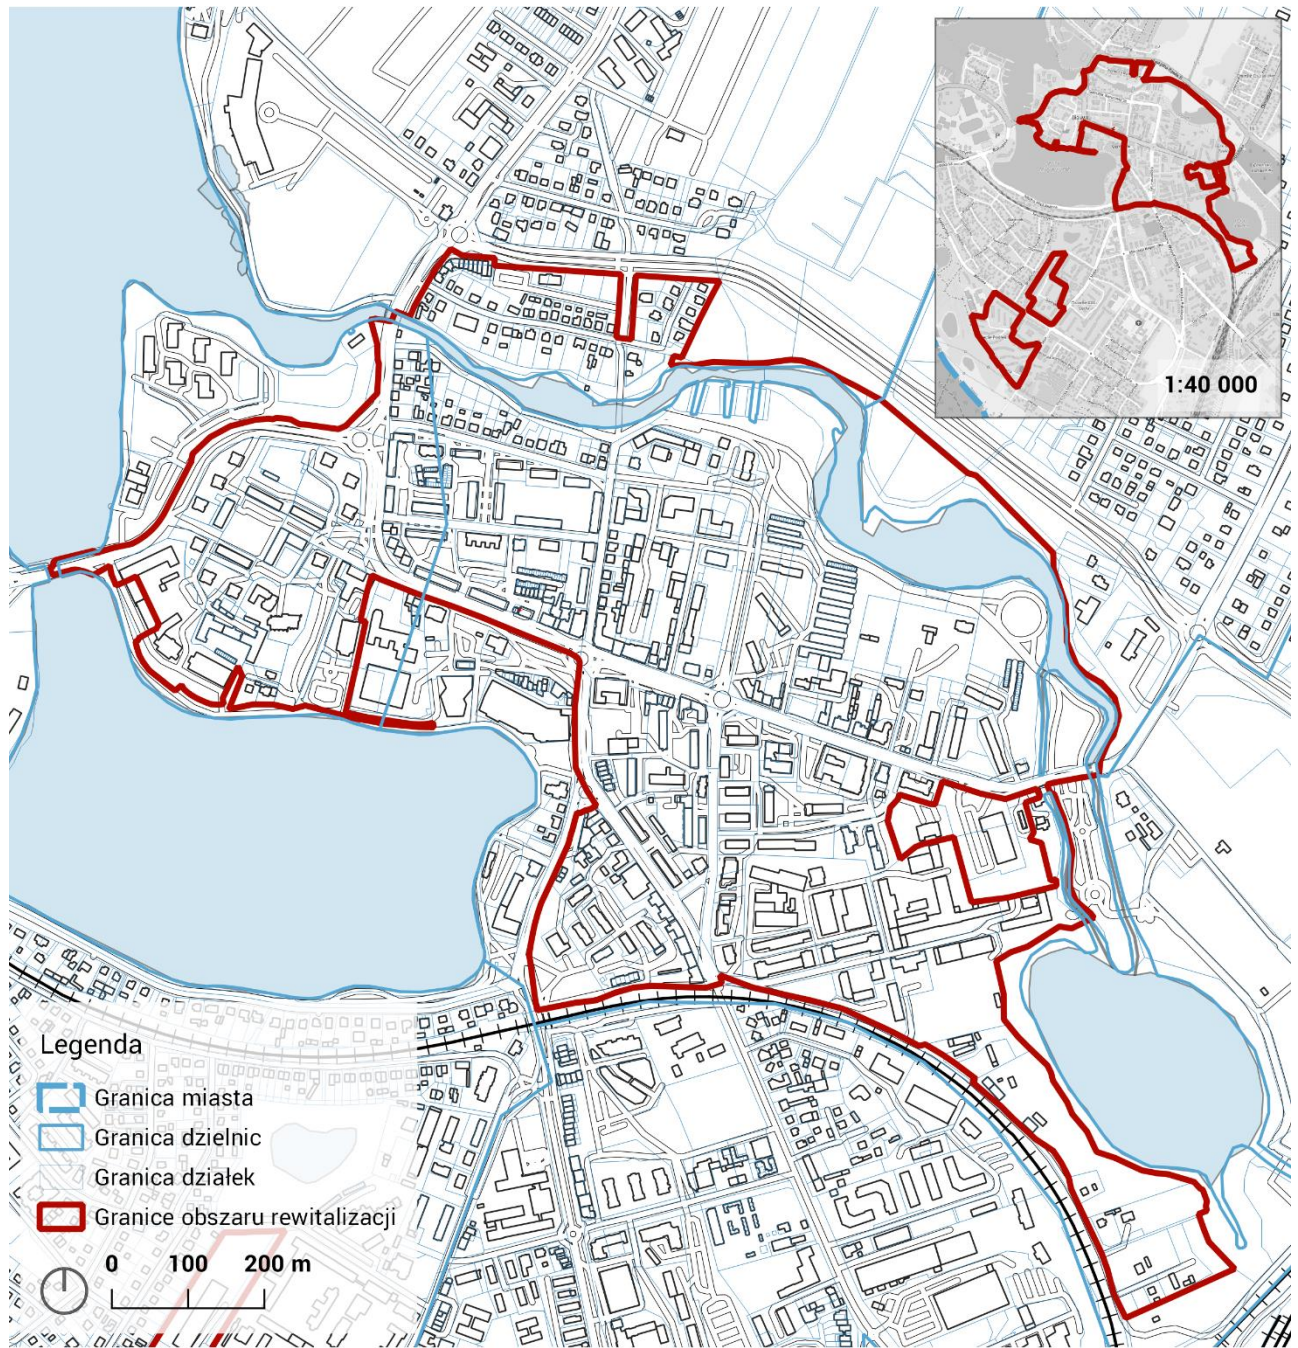 1:40 000
Legenda
Granica miasta
Granica dzielnic
Granica działek
Granice obszaru rewitalizacji
0 100 200 m